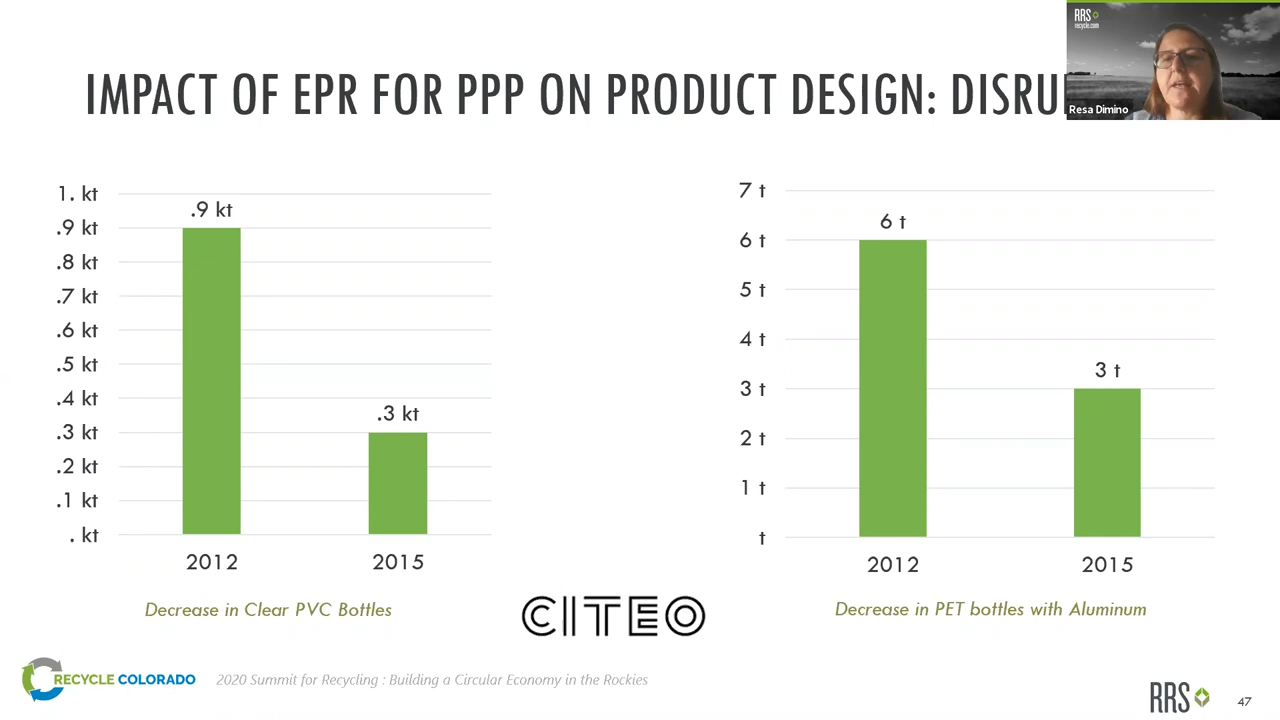 RRS
recycle.com
Resa Dimino
IMPACT OF EPR FOR PPP ON PRODUCT DESIGN:
1. kt
.9 kt
.8 kt
.7 kt
.6 kt
.5 kt
.4 kt
.3 kt
.2 kt
.1 kt
. kt
.9 kt
.3 kt
2012 2015
Decrease in Clear PVC Bottles
7 t
6 t
5 t
4 t
3 t
2 t
1 t
t
6 t
3 t
2012 2015
Decrease in PET bottles with Aluminum
CITEO
RECYCLE COLORADO
2020 Summit for Recycling : Building a Circular Economy in the Rockies
RRS
47